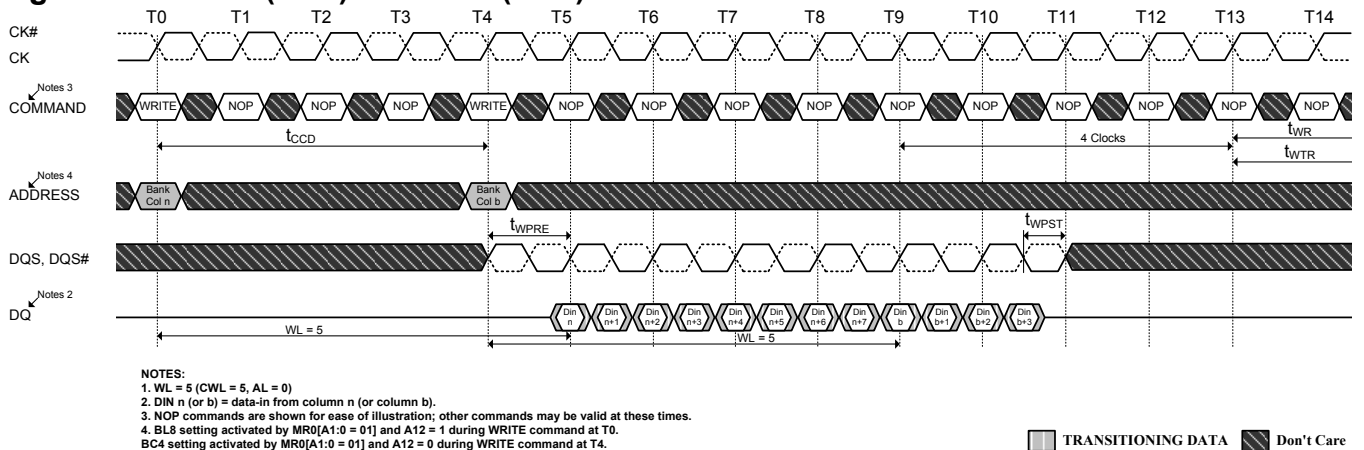 T0 T1 T2 T3 T4 T5 T6 T7 T8 T9 T10 T11 T12 T13 T14
CK#
CK
Notes 3
COMMAND
WRITE NOP NOP NOP WRITE NOP NOP NOP NOP NOP NOP NOP NOP NOP NOP
tCCD
4 Clocks
tWR
tWTR
Notes 4
ADDRESS
Bank Col n
Bank Col b
tWPRE
tWPST
DQS, DQS#
Notes 2
DQ
Din n Din n+1 Din n+2 Din n+3 Din n+4 Din n+5 Din n+6 Din n+7 Din b Din b+1 Din b+2 Din b+3
WL = 5
WL = 5
NOTES:
1. WL = 5 (CWL = 5, AL = 0)
2. DIN n (or b) = data-in from column n (or column b).
3. NOP commands are shown for ease of illustration; other commands may be valid at these times.
4. BL8 setting activated by MR0[A1:0 = 01] and A12 = 1 during WRITE command at T0.
BC4 setting activated by MR0[A1:0 = 01] and A12 = 0 during WRITE command at T4.
TRANSITIONING DATA
Don't Care